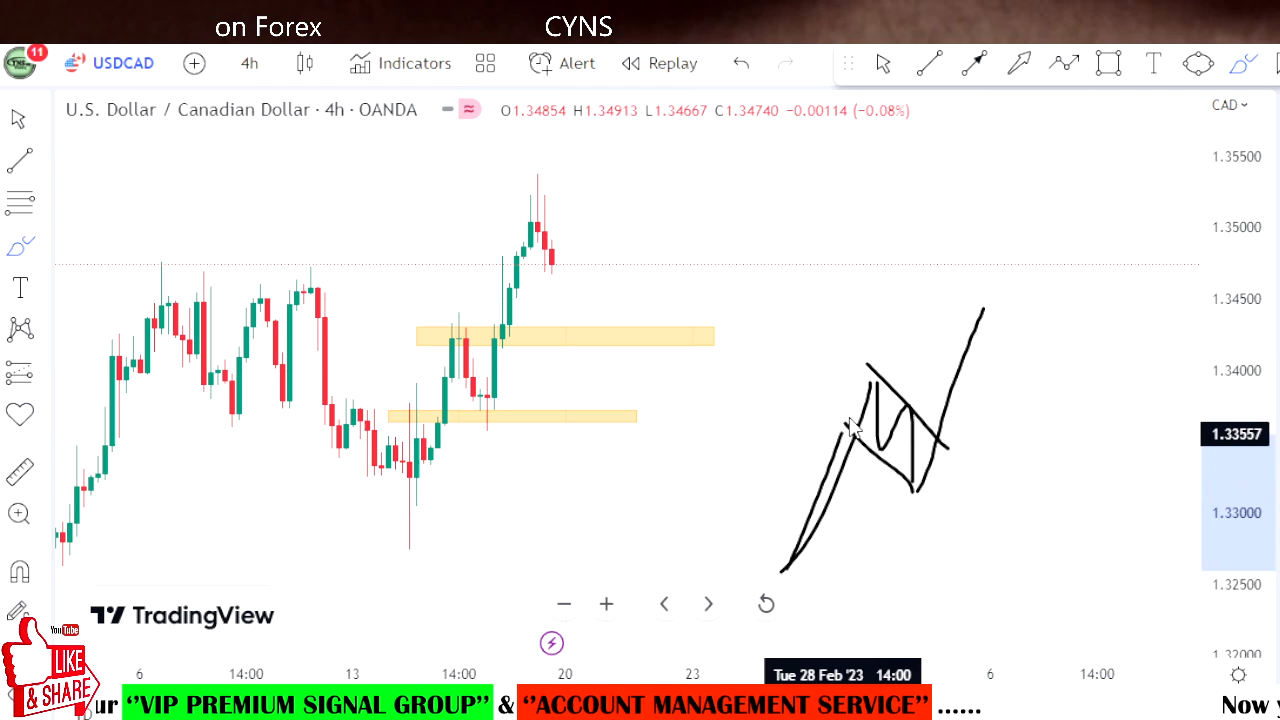 on Forex CYNS
11 USDCAD 4h Indicators Alert Replay
U.S. Dollar / Canadian Dollar · 4h · OANDA O1.34854 H1.34913 L1.34667 C1.34740 −0.00114 (−0.08%) CAD
1.35500
1.35000
1.34500
1.34000
1.33557
1.33000
1.32500
1.32000
TradingView
6 14:00 13 14:00 20 23 Tue 28 Feb '23 14:00 6 14:00
YouTube
LIKE
& SHARE
ur "VIP PREMIUM SIGNAL GROUP" & "ACCOUNT MANAGEMENT SERVICE" ...... Now y